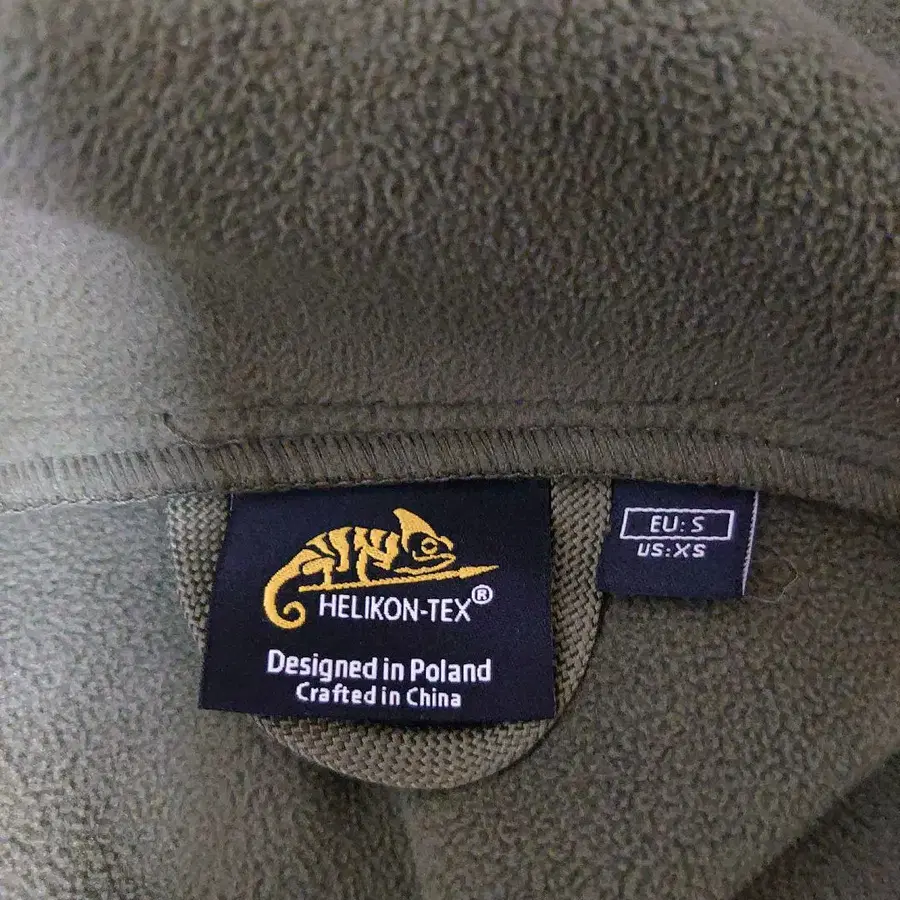 HELIKON-TEX®
Designed in Poland
Crafted in China
EU: S
US:XS